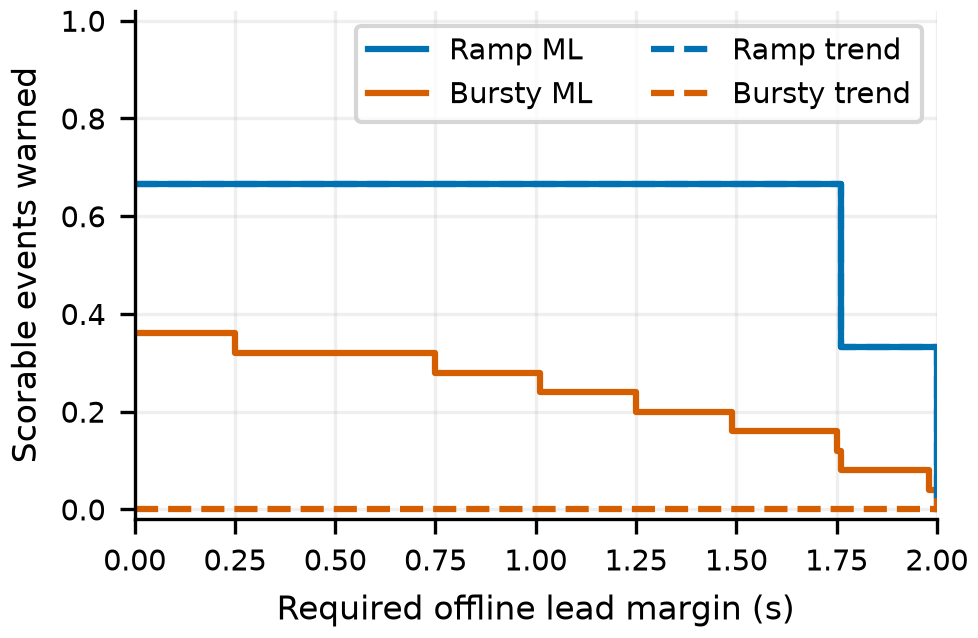 Ramp ML
Ramp trend
Bursty ML
Bursty trend
Scorable events warned
1.0
0.8
0.6
0.4
0.2
0.0
0.00 0.25 0.50 0.75 1.00 1.25 1.50 1.75 2.00
Required offline lead margin (s)